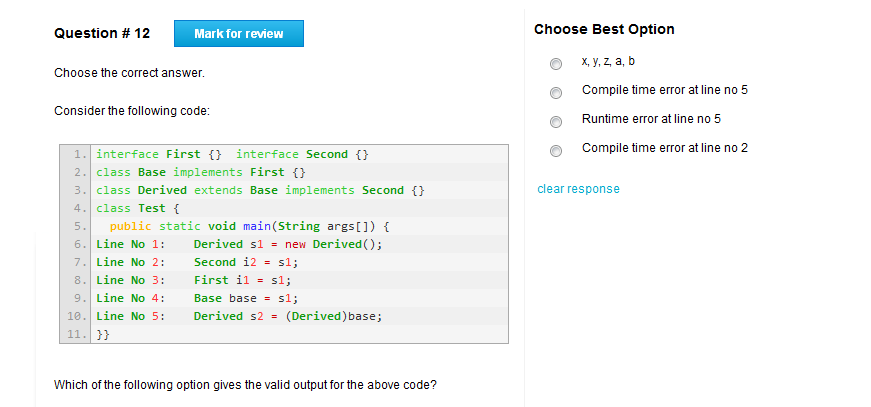 Question # 12
Mark for review
Choose the correct answer.
Consider the following code:
1. interface First {}  interface Second {}
2. class Base implements First {}
3. class Derived extends Base implements Second {}
4. class Test {
5.   public static void main(String args[]) {
6. Line No 1:    Derived s1 = new Derived();
7. Line No 2:    Second i2 = s1;
8. Line No 3:    First i1 = s1;
9. Line No 4:    Base base = s1;
10. Line No 5:    Derived s2 = (Derived)base;
11. }}
Which of the following option gives the valid output for the above code?
Choose Best Option
x, y, z, a, b
Compile time error at line no 5
Runtime error at line no 5
Compile time error at line no 2
clear response